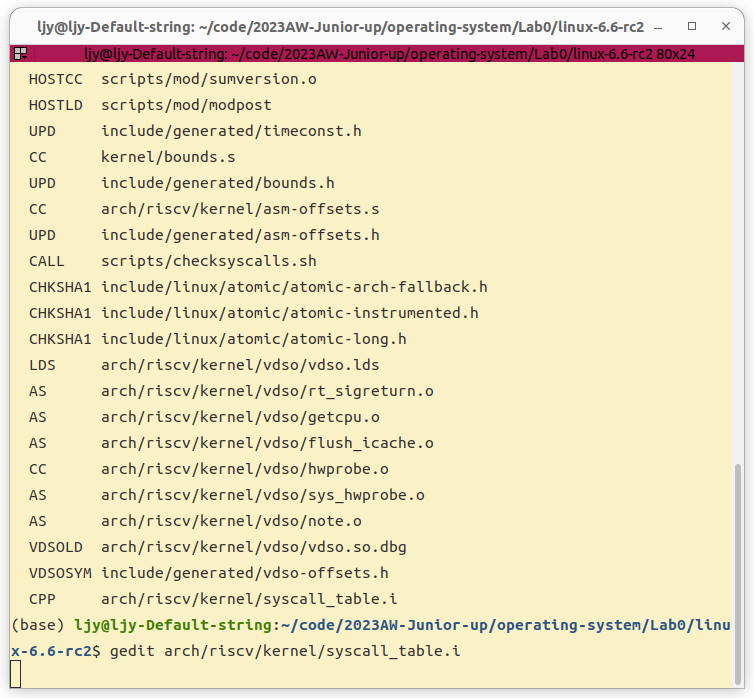 ljy@ljy-Default-string: ~/code/2023AW-Junior-up/operating-system/Lab0/linux-6.6-rc2
ljy@ljy-Default-string: ~/code/2023AW-Junior-up/operating-system/Lab0/linux-6.6-rc2 80x24
HOSTCC  scripts/mod/sumversion.o
HOSTLD  scripts/mod/modpost
UPD     include/generated/timeconst.h
CC      kernel/bounds.s
UPD     include/generated/bounds.h
CC      arch/riscv/kernel/asm-offsets.s
UPD     include/generated/asm-offsets.h
CALL    scripts/checksyscalls.sh
CHKSHA1 include/linux/atomic/atomic-arch-fallback.h
CHKSHA1 include/linux/atomic/atomic-instrumented.h
CHKSHA1 include/linux/atomic/atomic-long.h
LDS     arch/riscv/kernel/vdso/vdso.lds
AS      arch/riscv/kernel/vdso/rt_sigreturn.o
AS      arch/riscv/kernel/vdso/getcpu.o
AS      arch/riscv/kernel/vdso/flush_icache.o
CC      arch/riscv/kernel/vdso/hwprobe.o
AS      arch/riscv/kernel/vdso/sys_hwprobe.o
AS      arch/riscv/kernel/vdso/note.o
VDSOLD  arch/riscv/kernel/vdso/vdso.so.dbg
VDSOSYM include/generated/vdso-offsets.h
CPP     arch/riscv/kernel/syscall_table.i
(base) ljy@ljy-Default-string:~/code/2023AW-Junior-up/operating-system/Lab0/linu
x-6.6-rc2$ gedit arch/riscv/kernel/syscall_table.i